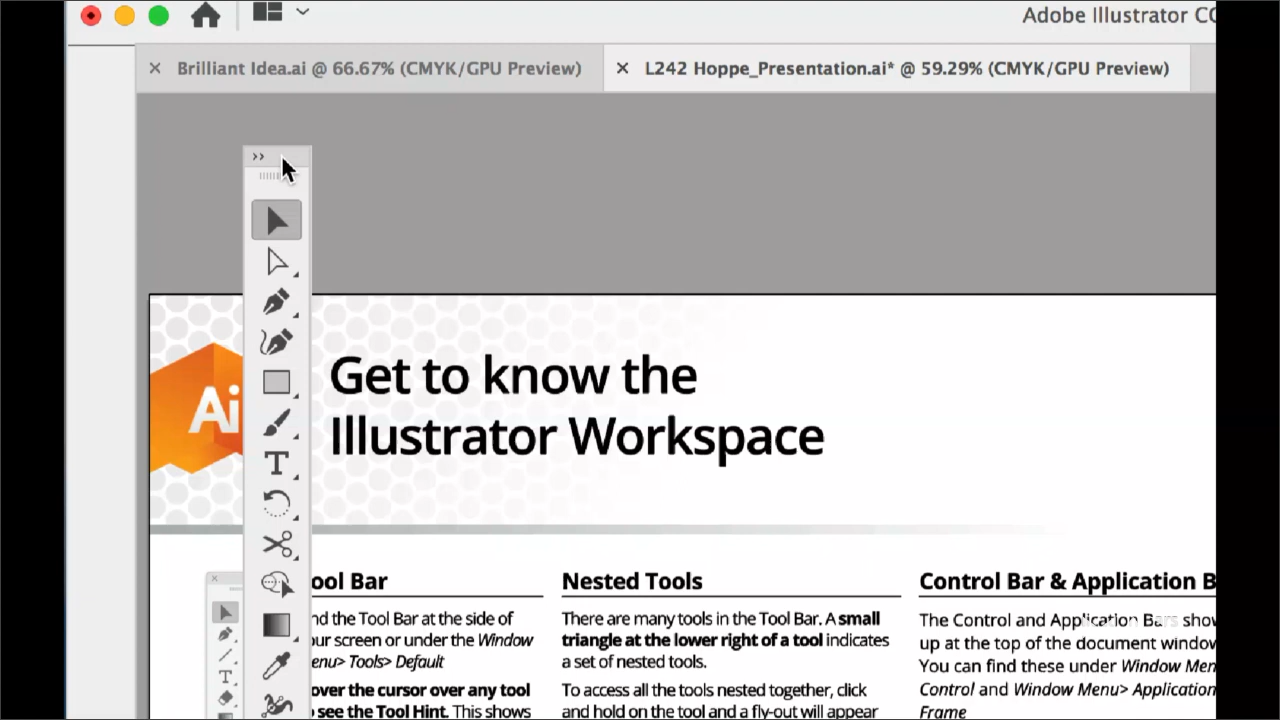 Adobe Illustrator CC
Brilliant Idea.ai @ 66.67% (CMYK/GPU Preview)
L242 Hoppe_Presentation.ai* @ 59.29% (CMYK/GPU Preview)
Ai
Get to know the
Illustrator Workspace
ool Bar
nd the Tool Bar at the side of
ur screen or under the Window
enu> Tools> Default
over the cursor over any tool
see the Tool Hint. This shows
Nested Tools
There are many tools in the Tool Bar. A small
triangle at the lower right of a tool indicates
a set of nested tools.
To access all the tools nested together, click
and hold on the tool and a fly-out will appear
Control Bar & Application B
The Control and Application Bars show
up at the top of the document window
You can find these under Window Men
Control and Window Menu> Application
Frame